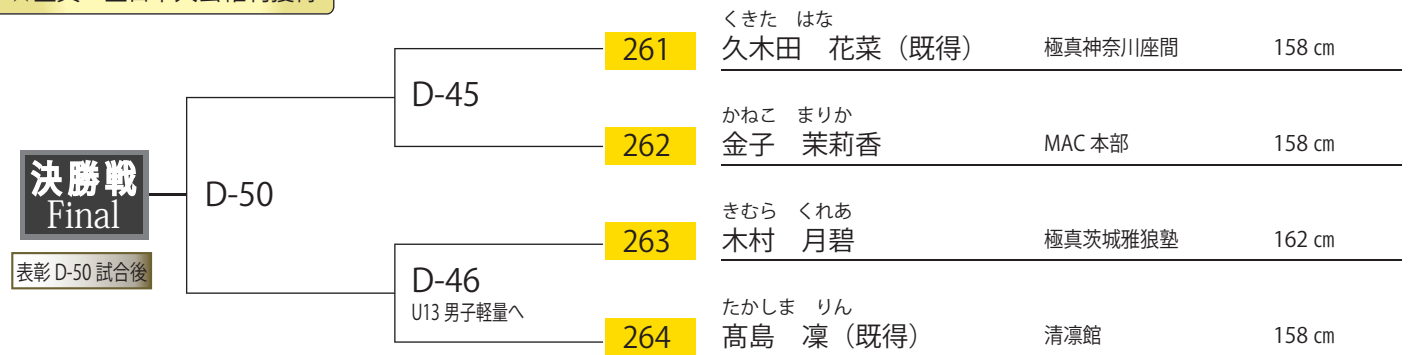 くきた　はな
261 久木田　花菜（既得） 極真神奈川座間 158 ㎝
D-45
かねこ　まりか
262 金子　茉莉香 MAC 本部 158 ㎝
決勝戦
Final
D-50
表彰 D-50 試合後
きむら　くれあ
263 木村　月碧 極真茨城雅狼塾 162 ㎝
D-46
U13 男子軽量へ
たかしま　りん
264 髙島　凜（既得） 清凛館 158 ㎝